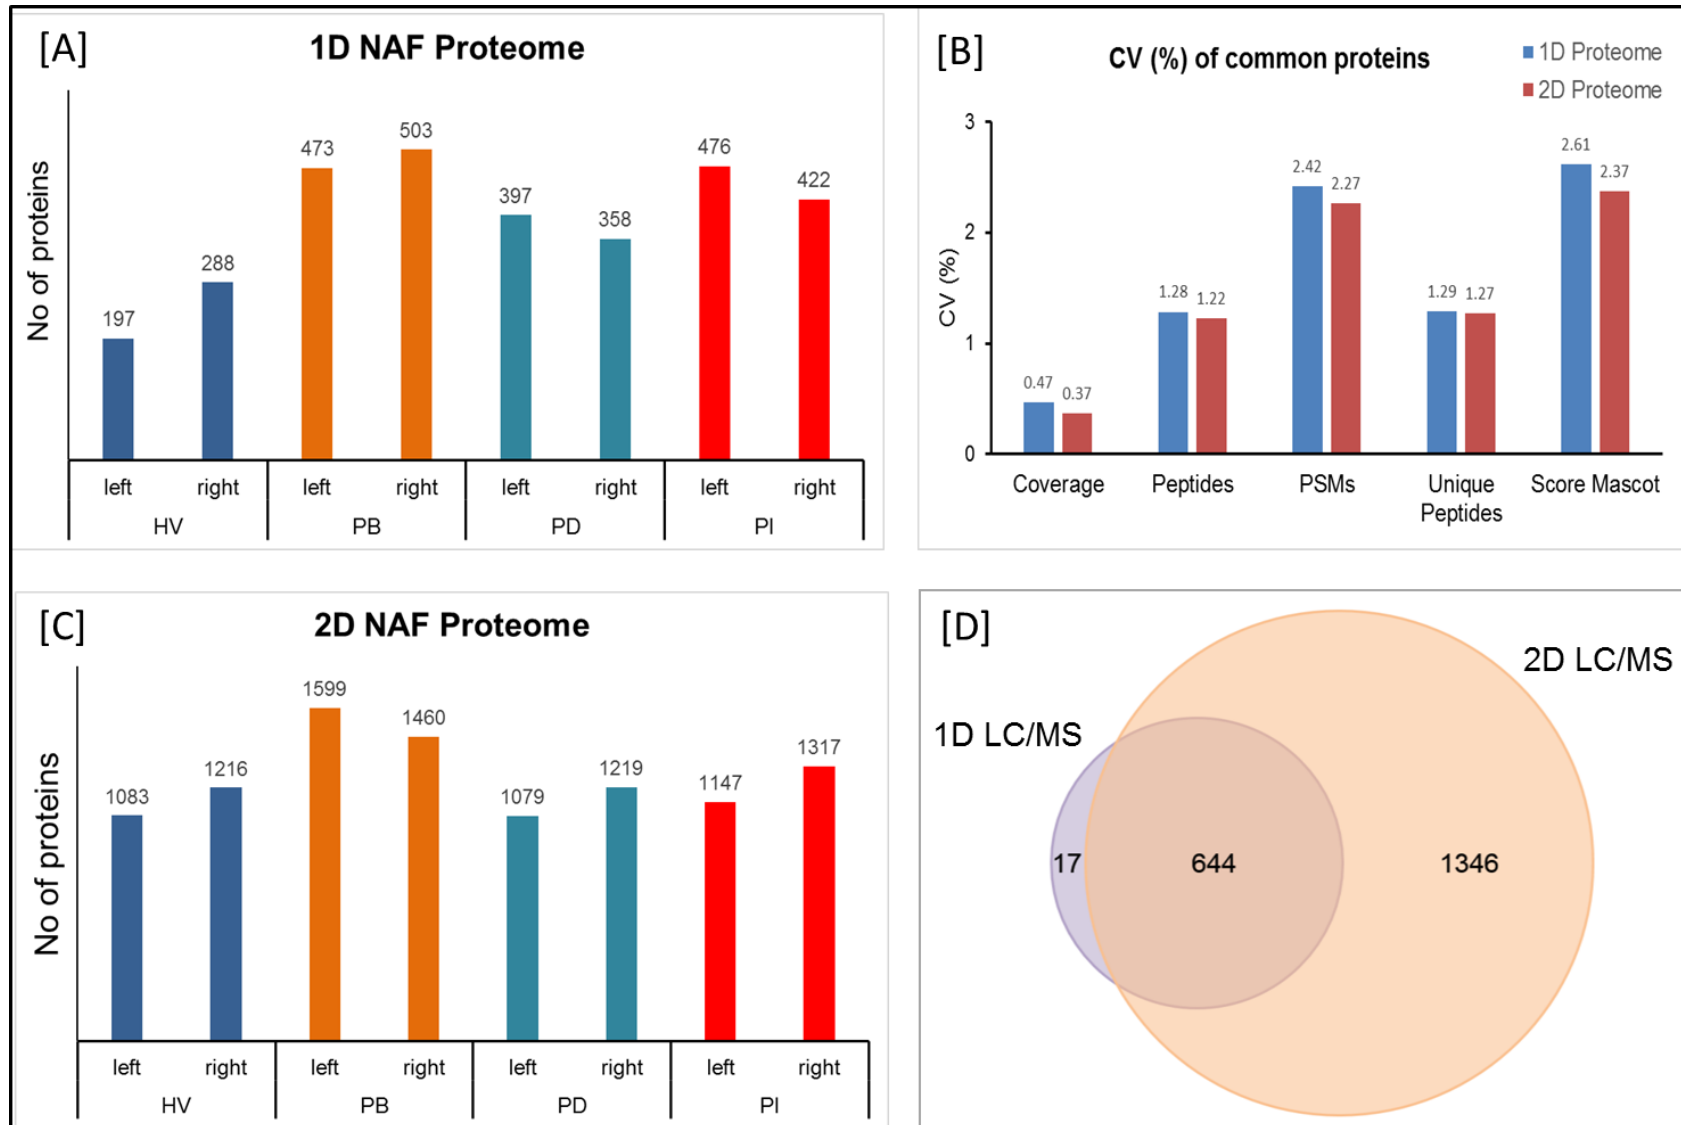 [A]
1D NAF Proteome
No of proteins
197
288
473
503
397
358
476
422
left right left right left right left right
HV PB PD PI
[B]
CV (%) of common proteins
1D Proteome
2D Proteome
CV (%)
3
2
1
0
0.47
0.37
1.28
1.22
2.42
2.27
1.29
1.27
2.61
2.37
Coverage Peptides PSMs Unique Score Mascot
Peptides
[C]
2D NAF Proteome
No of proteins
1083
1216
1599
1460
1079
1219
1147
1317
left right left right left right left right
HV PB PD PI
[D]
2D LC/MS
1D LC/MS
17 644 1346